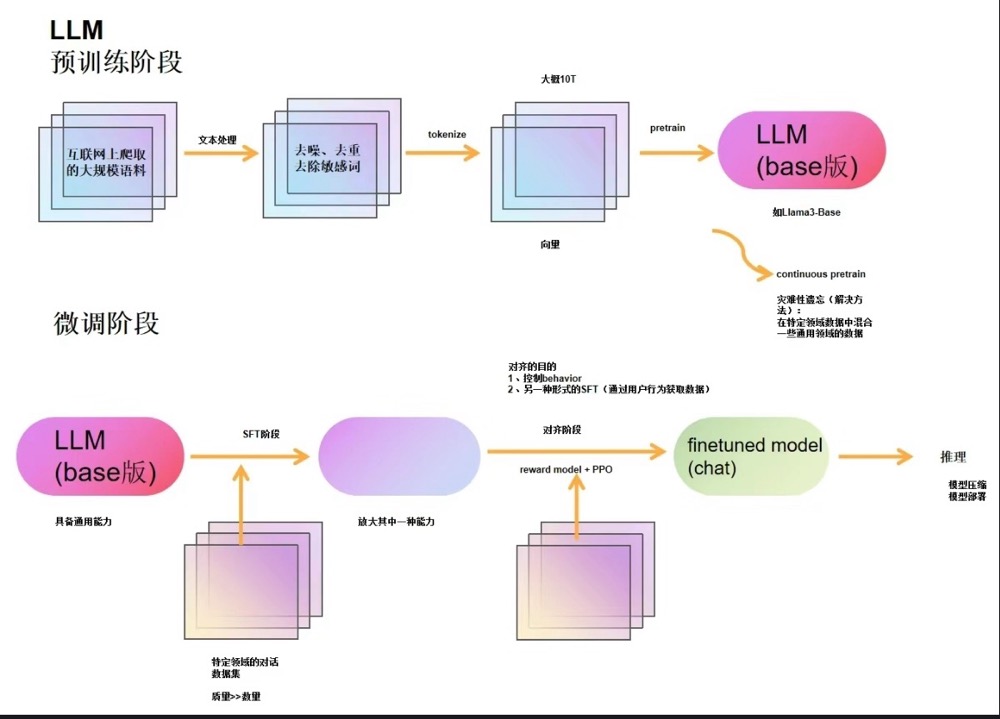 LLM
预训练阶段
大概10T
互联网上爬取
的大规模语料
文本处理
去噪、去重
去除敏感词
tokenize
pretrain
LLM
(base版)
向量
如Llama3-Base
continuous pretrain
灾难性遗忘（解决方
法）：
在特定领域数据中混合
一些通用领域的数据
微调阶段
对齐的目的
1、控制behavior
2、另一种形式的SFT（通过用户行为获取数据）
LLM
(base版)
SFT阶段
对齐阶段
reward model + PPO
finetuned model
(chat)
推理
模型压缩
模型部署
具备通用能力
放大其中一种能力
特定领域的对话
数据集
质量>>数量